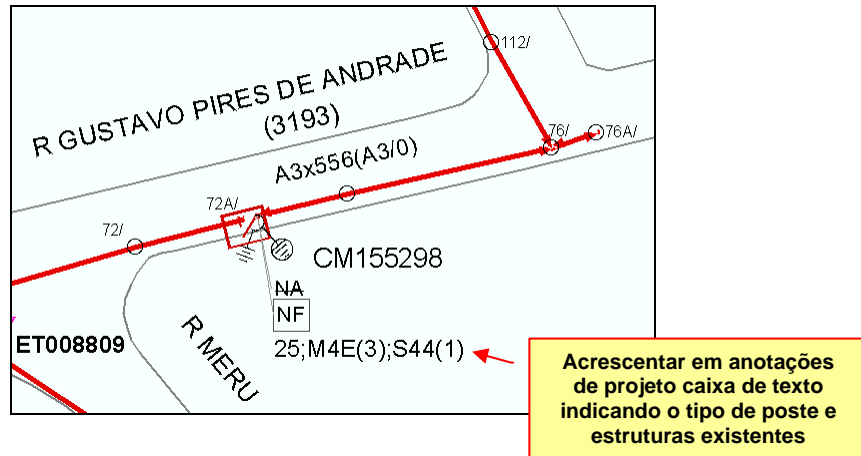 112/
R GUSTAVO PIRES DE ANDRADE
(3193)
76/
76A/
A3x556(A3/0)
72A/
72/
CM155298
NA
NF
ET008809
R MERU
25;M4E(3);S44(1)
Acrescentar em anotações
de projeto caixa de texto
indicando o tipo de poste e
estruturas existentes